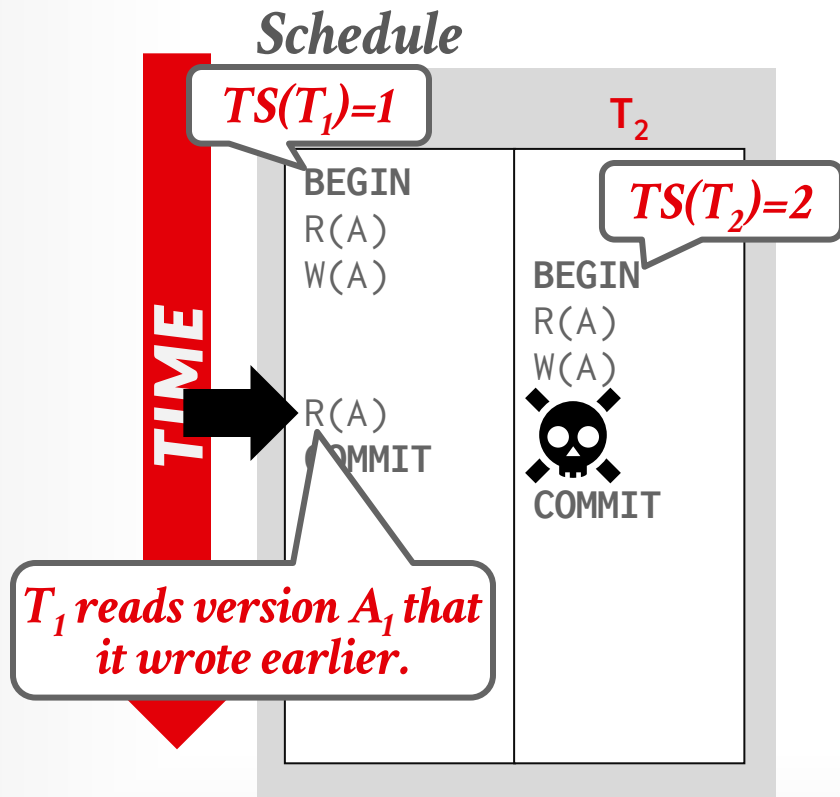 Schedule
TS(T1)=1
T2
BEGIN
R(A)
W(A)
TS(T2)=2
BEGIN
R(A)
W(A)
TIME
R(A)
COMMIT
COMMIT
T1 reads version A1 that
it wrote earlier.